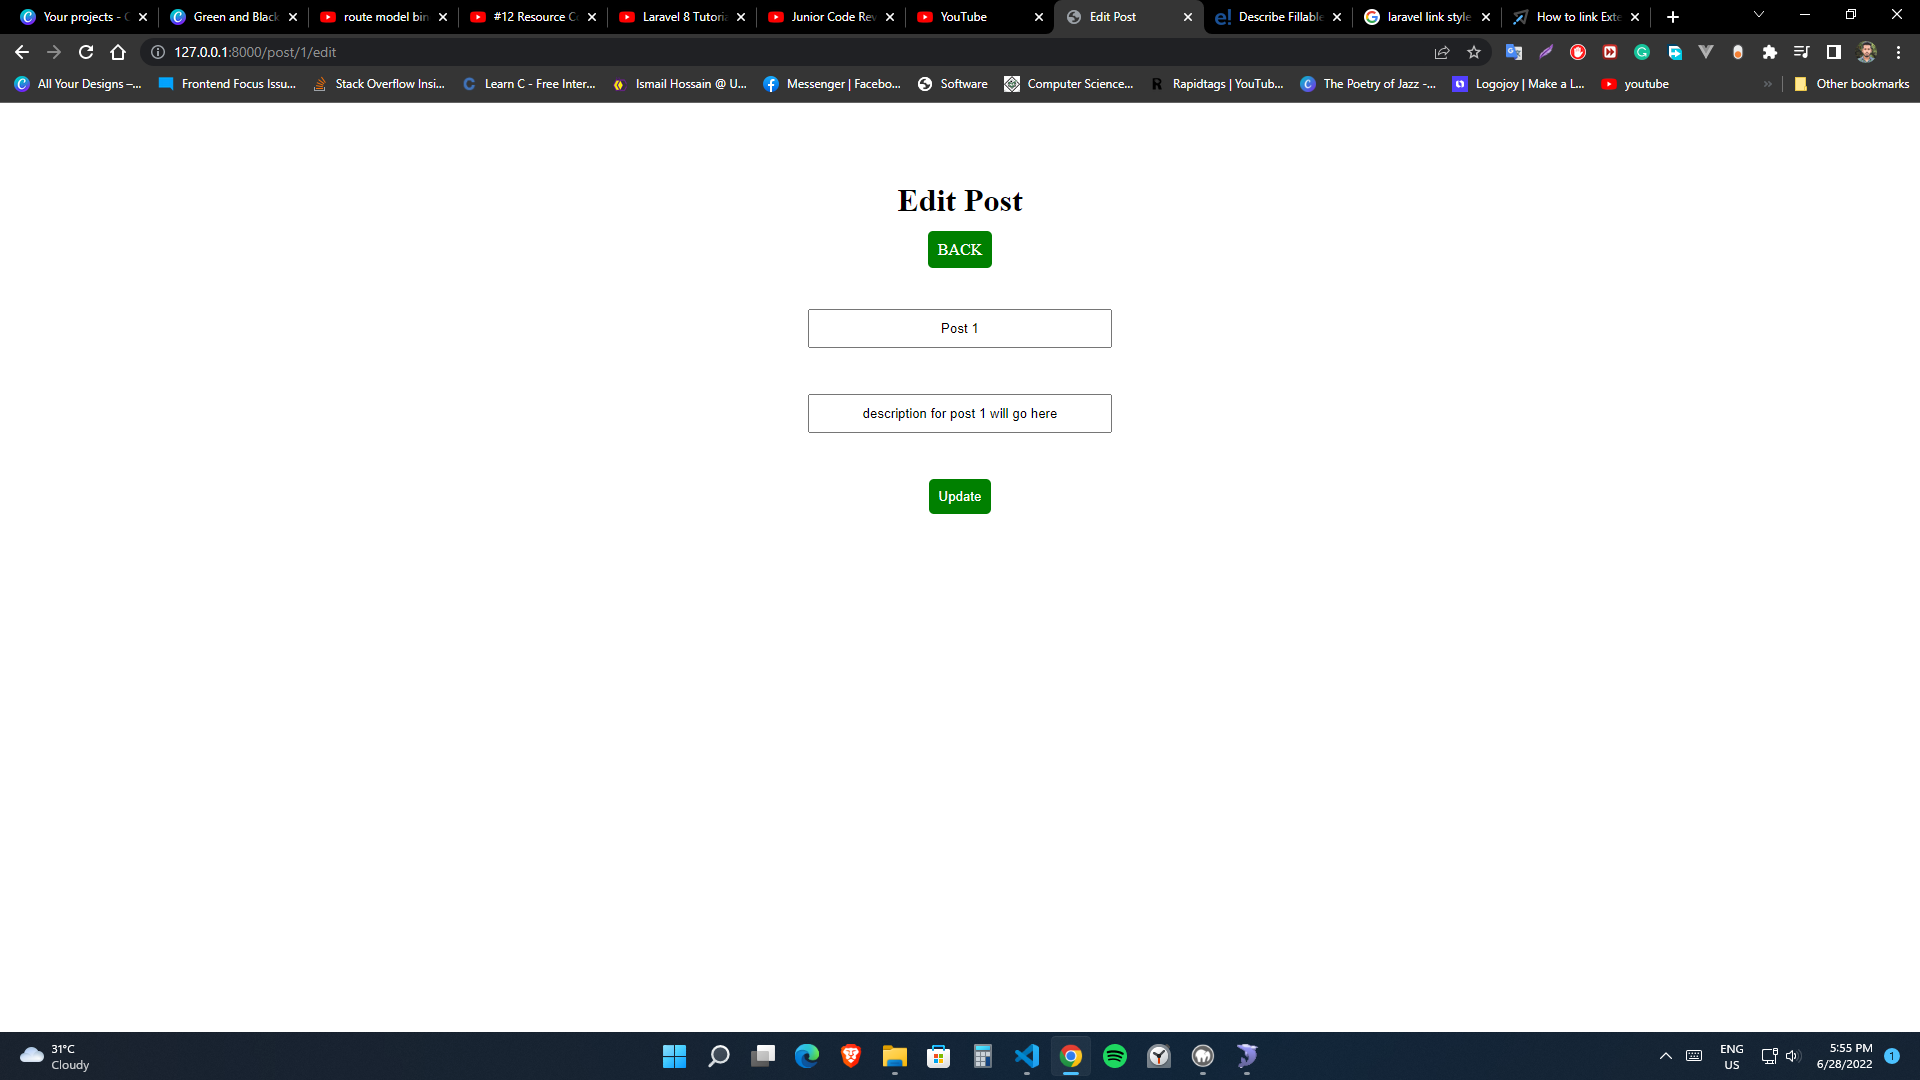 Your projects - C
Green and Black
route model bin
#12 Resource Co
Laravel 8 Tutoria
Junior Code Rev
YouTube
Edit Post
Describe Fillable
laravel link style
How to link Exte
127.0.0.1:8000/post/1/edit
All Your Designs –...
Frontend Focus Issu...
Stack Overflow Insi...
Learn C - Free Inter...
Ismail Hossain @ U...
Messenger | Facebo...
Software
Computer Science...
Rapidtags | YouTub...
The Poetry of Jazz -...
Logojoy | Make a L...
youtube
»
Other bookmarks
Edit Post
BACK
Post 1
description for post 1 will go here
Update
31°C
Cloudy
ENG
US
5:55 PM
6/28/2022
1